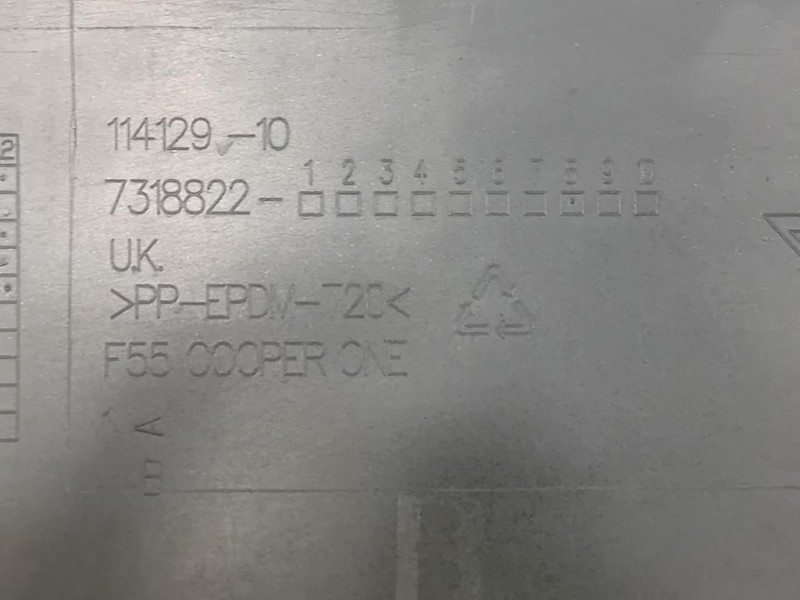 114129 -10
1 2 3 4 5 6 7 8 9 10
7318822-
U.K.
>PP-EPDM-T20<
F55 COOPER ONE
A
B
2